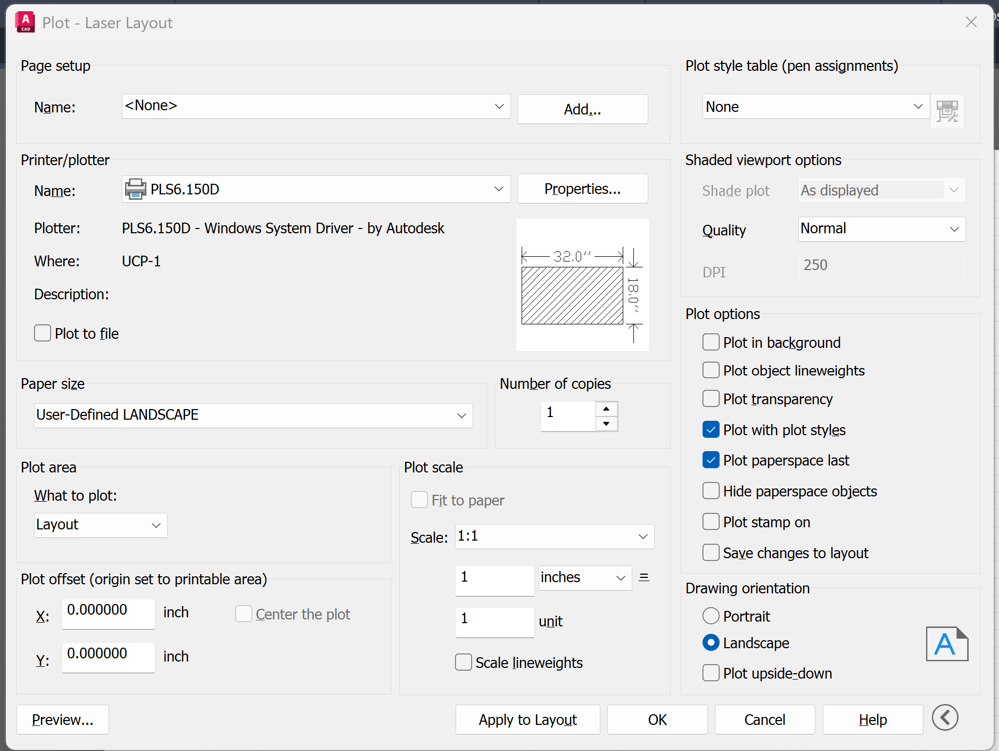 A
CAD
Plot - Laser Layout
Page setup
Name:
<None>
Add...
Printer/plotter
Name:
PLS6.150D
Properties...
Plotter:
PLS6.150D - Windows System Driver - by Autodesk
Where:
UCP-1
Description:
32.0''
18.0''
Plot to file
Paper size
User-Defined LANDSCAPE
Number of copies
1
Plot area
What to plot:
Layout
Plot offset (origin set to printable area)
X:
0.000000
inch
Center the plot
Y:
0.000000
inch
Plot scale
Fit to paper
Scale:
1:1
1
inches
=
1
unit
Scale lineweights
Plot style table (pen assignments)
None
Shaded viewport options
Shade plot
As displayed
Quality
Normal
DPI
250
Plot options
Plot in background
Plot object lineweights
Plot transparency
Plot with plot styles
Plot paperspace last
Hide paperspace objects
Plot stamp on
Save changes to layout
Drawing orientation
Portrait
Landscape
Plot upside-down
A
Preview...
Apply to Layout
OK
Cancel
Help